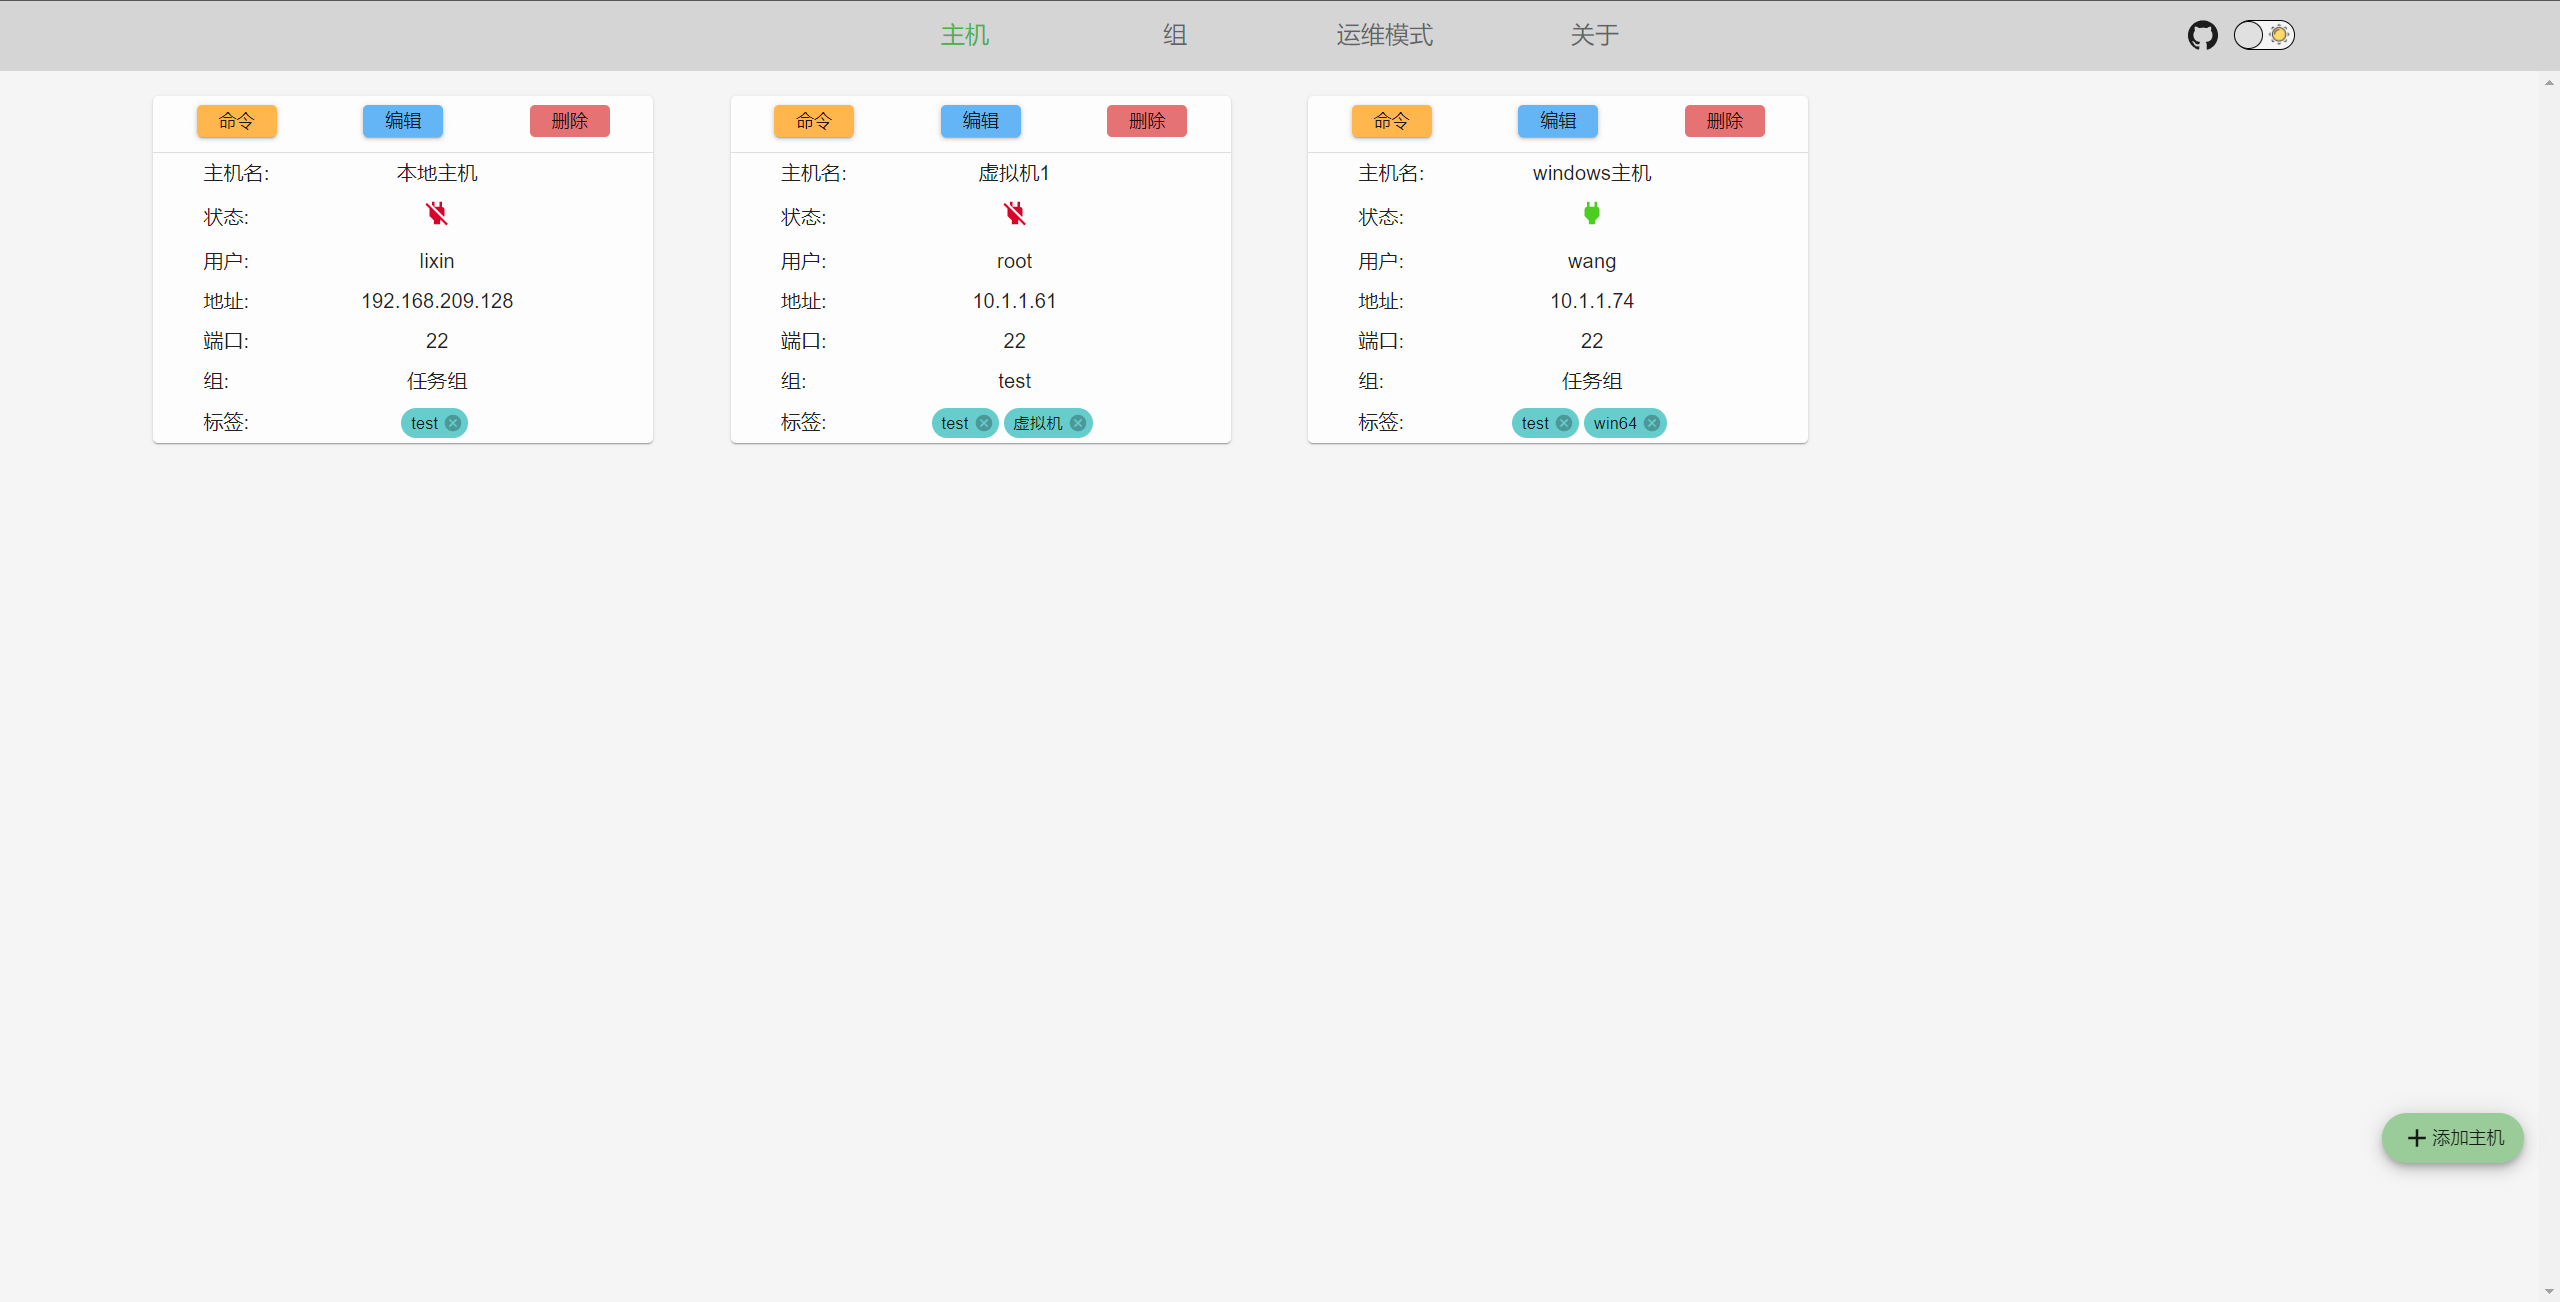 主机 组 运维模式 关于
命令 编辑 删除
主机名: 本地主机
状态:
用户: lixin
地址: 192.168.209.128
端口: 22
组: 任务组
标签: test
命令 编辑 删除
主机名: 虚拟机1
状态:
用户: root
地址: 10.1.1.61
端口: 22
组: test
标签: test 虚拟机
命令 编辑 删除
主机名: windows主机
状态:
用户: wang
地址: 10.1.1.74
端口: 22
组: 任务组
标签: test win64
添加主机